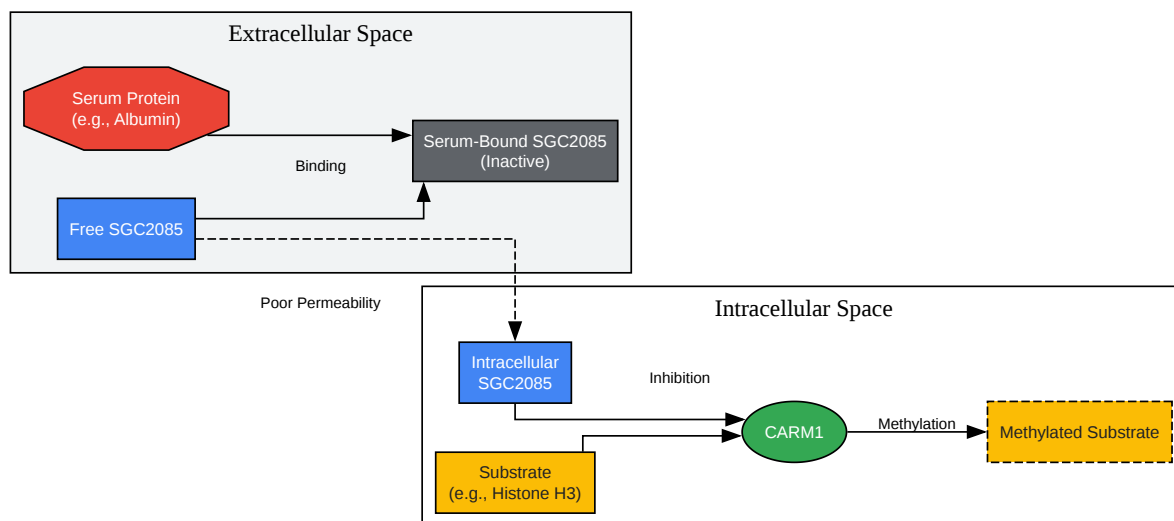 Extracellular Space
Serum Protein
(e.g., Albumin)
Serum-Bound SGC2085
(Inactive)
Binding
Free SGC2085
Poor Permeability
Intracellular Space
Intracellular
SGC2085
Inhibition
CARM1
Methylation
Methylated Substrate
Substrate
(e.g., Histone H3)